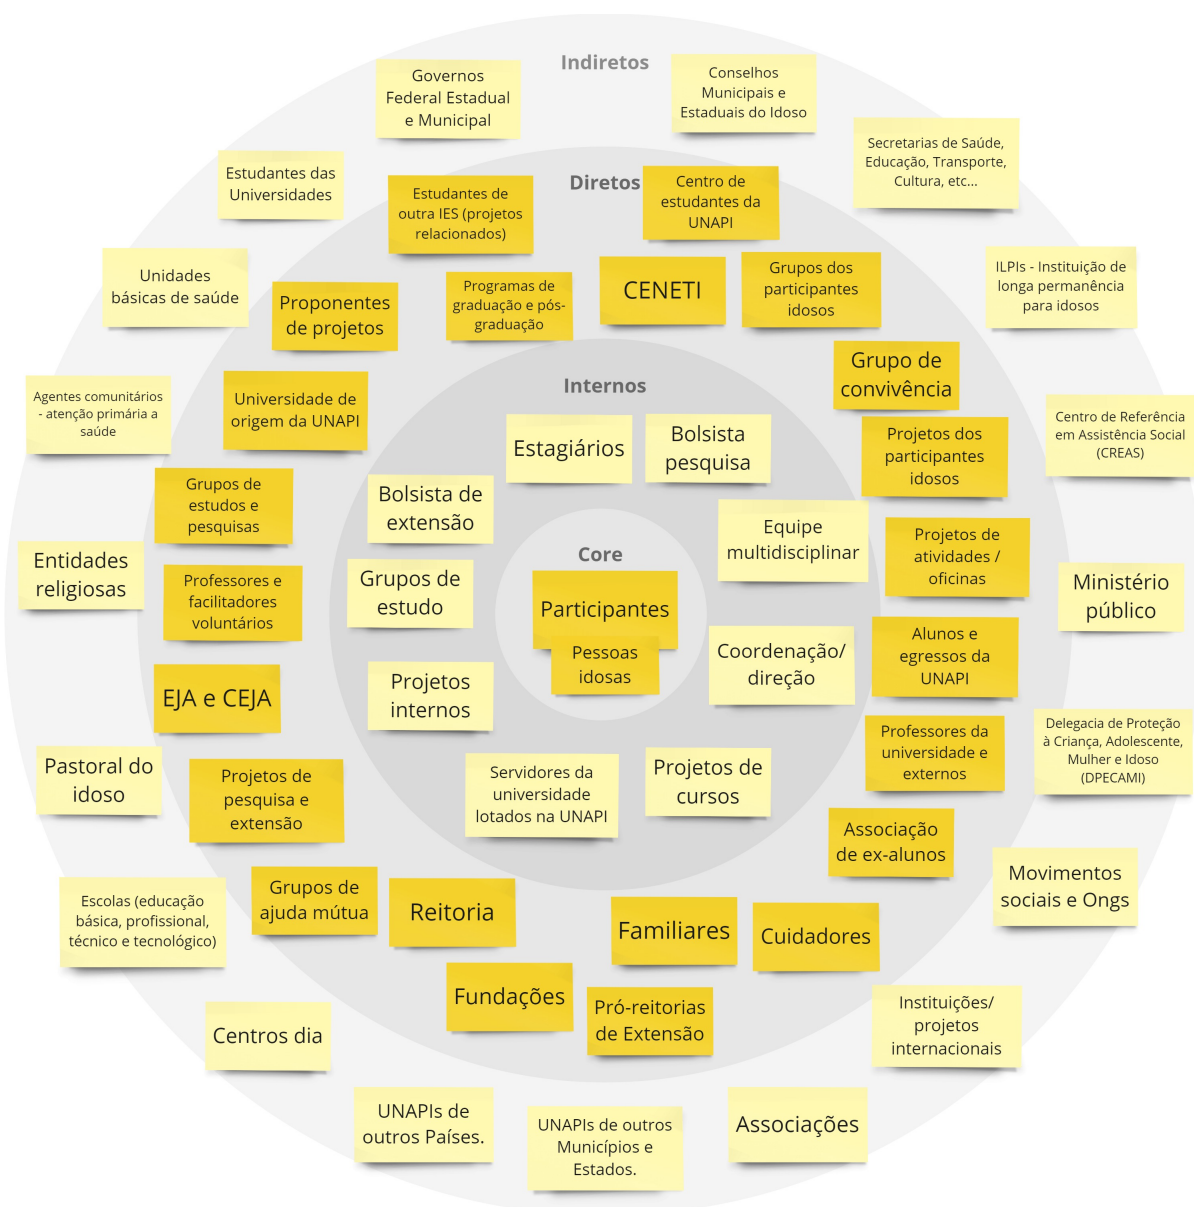 Indiretos
Governos
Federal Estadual
e Municipal
Conselhos
Municipais e
Estaduais do Idoso
Secretarias de Saúde,
Educação, Transporte,
Cultura, etc...
Estudantes das
Universidades
Unidades
básicas de saúde
ILPIs - Instituição de
longa permanência
para idosos
Agentes comunitários
- atenção primária a
saúde
Centro de Referência
em Assistência Social
(CREAS)
Entidades
religiosas
Ministério
público
Pastoral do
idoso
Delegacia de Proteção
à Criança, Adolescente,
Mulher e Idoso
(DPECAMI)
Escolas (educação
básica, profissional,
técnico e tecnológico)
Movimentos
sociais e Ongs
Centros dia
Instituições/
projetos
internacionais
UNAPIs de
outros Países.
UNAPIs de outros
Municípios e
Estados.
Associações
Diretos
Estudantes de
outra IES (projetos
relacionados)
Centro de
estudantes da
UNAPI
Proponentes
de projetos
Programas de
graduação e pós-
graduação
CENETI
Grupos dos
participantes
idosos
Grupo de
convivência
Universidade de
origem da UNAPI
Projetos dos
participantes
idosos
Grupos de
estudos e
pesquisas
Projetos de
atividades /
oficinas
Professores e
facilitadores
voluntários
Alunos e
egressos da
UNAPI
EJA e CEJA
Professores da
universidade e
externos
Projetos de
pesquisa e
extensão
Associação
de ex-alunos
Grupos de
ajuda mútua
Reitoria
Familiares
Cuidadores
Fundações
Pró-reitorias
de Extensão
Internos
Estagiários
Bolsista
pesquisa
Bolsista de
extensão
Equipe
multidisciplinar
Grupos de
estudo
Coordenação/
direção
Projetos
internos
Servidores da
universidade
lotados na UNAPI
Projetos de
cursos
Core
Participantes
Pessoas
idosas